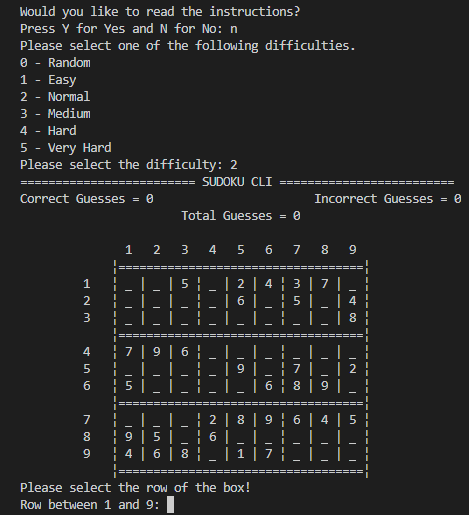 Would you like to read the instructions?
Press Y for Yes and N for No: n
Please select one of the following difficulties.
0 - Random
1 - Easy
2 - Normal
3 - Medium
4 - Hard
5 - Very Hard
Please select the difficulty: 2
========================= SUDOKU CLI =========================
Correct Guesses = 0                       Incorrect Guesses = 0
                       Total Guesses = 0

               1   2   3   4   5   6   7   8   9
             ¦===================================¦
         1   ¦ _ | _ | 5 ¦ _ | 2 | 4 ¦ 3 | 7 | _ ¦
         2   ¦ _ | _ | _ ¦ _ | 6 | _ ¦ 5 | _ | 4 ¦
         3   ¦ _ | _ | _ ¦ _ | _ | _ ¦ _ | _ | 8 ¦
             ¦===================================¦
         4   ¦ 7 | 9 | 6 ¦ _ | _ | _ ¦ _ | _ | _ ¦
         5   ¦ _ | _ | _ ¦ _ | 9 | _ ¦ 7 | _ | 2 ¦
         6   ¦ 5 | _ | _ ¦ _ | _ | 6 ¦ 8 | 9 | _ ¦
             ¦===================================¦
         7   ¦ _ | _ | _ ¦ 2 | 8 | 9 ¦ 6 | 4 | 5 ¦
         8   ¦ 9 | 5 | _ ¦ 6 | _ | _ ¦ _ | _ | _ ¦
         9   ¦ 4 | 6 | 8 ¦ _ | 1 | 7 ¦ _ | _ | _ ¦
             ¦===================================¦
Please select the row of the box!
Row between 1 and 9: